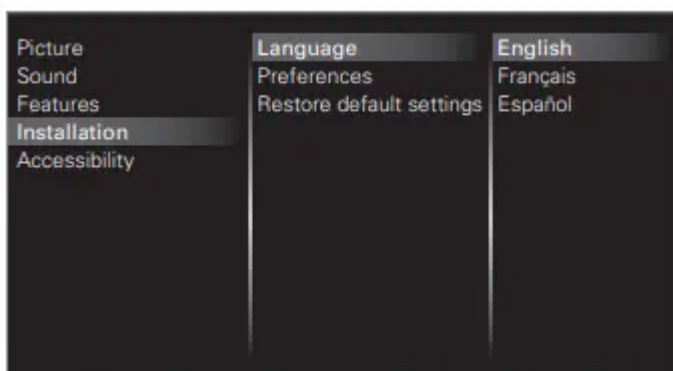 Picture
Sound
Features
Installation
Accessibility
Language
Preferences
Restore default settings
English
Français
Español